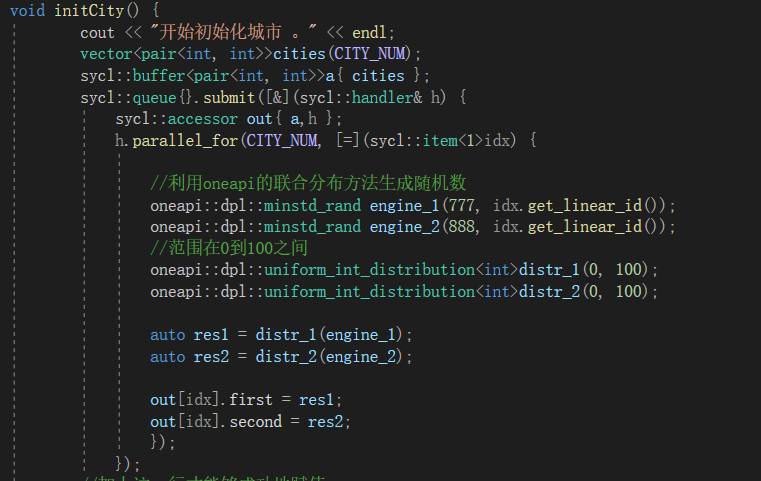 void initCity() {
cout << "开始初始化城市 。" << endl;
vector<pair<int, int>>cities(CITY_NUM);
sycl::buffer<pair<int, int>>a{ cities };
sycl::queue{}.submit([&](sycl::handler& h) {
sycl::accessor out{ a,h };
h.parallel_for(CITY_NUM, [=](sycl::item<1>idx) {
//利用oneapi的联合分布方法生成随机数
oneapi::dpl::minstd_rand engine_1(777, idx.get_linear_id());
oneapi::dpl::minstd_rand engine_2(888, idx.get_linear_id());
//范围在0到100之间
oneapi::dpl::uniform_int_distribution<int>distr_1(0, 100);
oneapi::dpl::uniform_int_distribution<int>distr_2(0, 100);
auto res1 = distr_1(engine_1);
auto res2 = distr_2(engine_2);
out[idx].first = res1;
out[idx].second = res2;
});
});